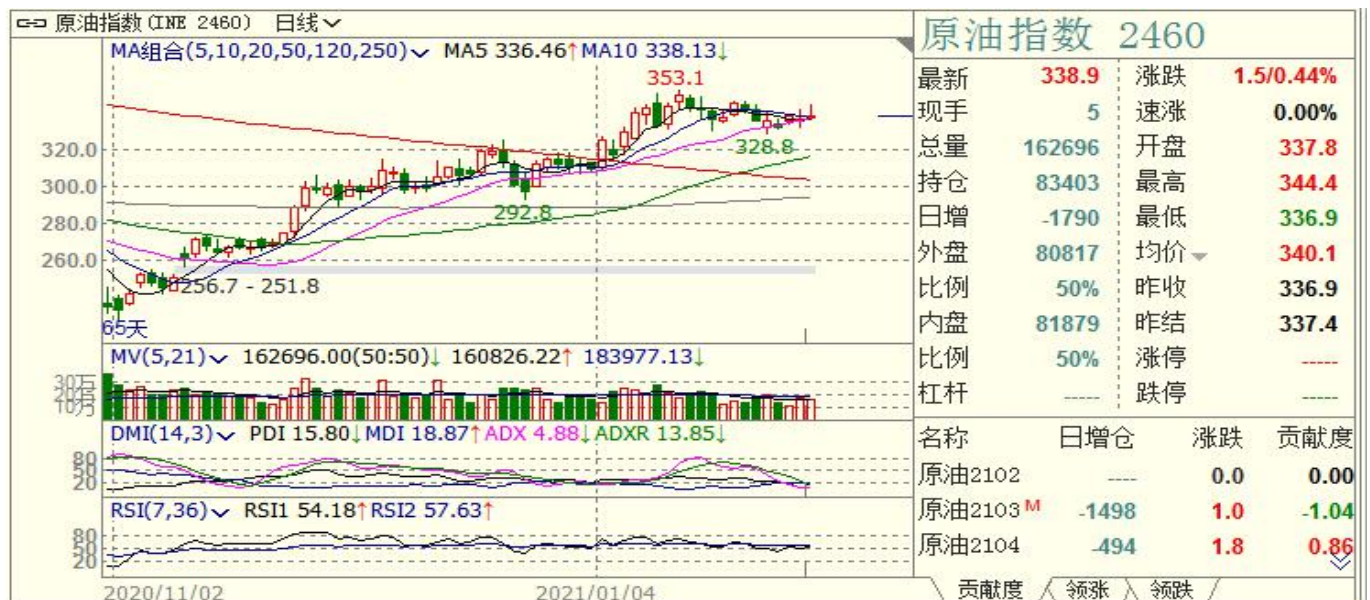 原油指数(INE 2460) 日线
MA组合(5,10,20,50,120,250) MA5 336.46↑MA10 338.13↓
353.1
328.8
320.0
300.0
292.8
280.0
260.0
256.7 - 251.8
65天
MV(5,21) 162696.00(50:50)↓ 160826.22↑ 183977.13↓
30万
20万
10万
DMI(14,3) PDI 15.80↓MDI 18.87↑ADX 4.88↓ADXR 13.85↓
80
50
20
RSI(7,36) RSI1 54.18↑RSI2 57.63↑
80
50
20
2020/11/02 2021/01/04
原油指数 2460
最新 338.9 涨跌 1.5/0.44%
现手 5 速涨 0.00%
总量 162696 开盘 337.8
持仓 83403 最高 344.4
日增 -1790 最低 336.9
外盘 80817 均价 340.1
比例 50% 昨收 336.9
内盘 81879 昨结 337.4
比例 50% 涨停 -----
杠杆 ----- 跌停 -----
名称 日增仓 涨跌 贡献度
原油2102 ---- 0.0 0.00
原油2103 M -1498 1.0 -1.04
原油2104 -494 1.8 0.86
贡献度 领涨 领跌